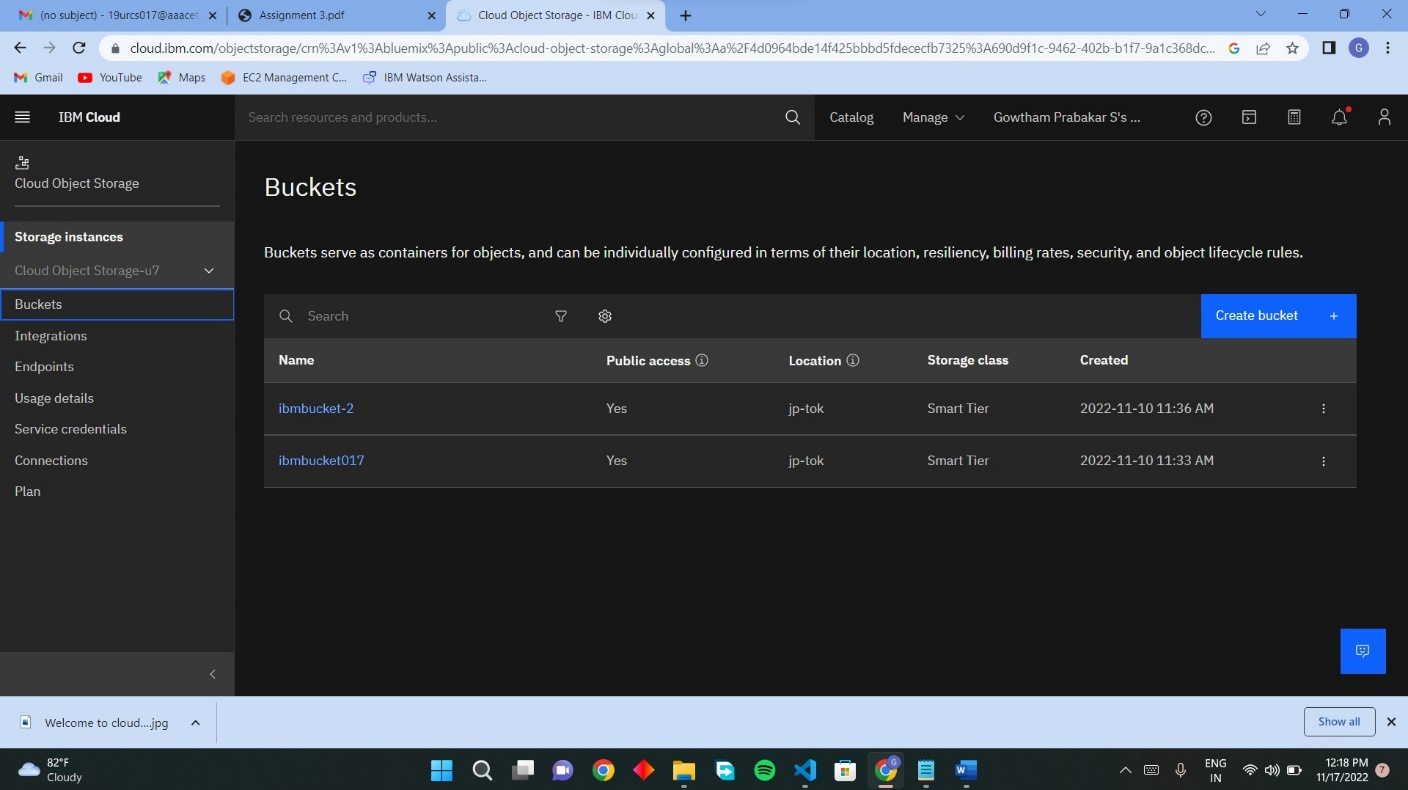 (no subject) - 19urcs017@aaacet
Assignment 3.pdf
Cloud Object Storage - IBM Clou
cloud.ibm.com/objectstorage/crn%3Av1%3Abluemix%3Apublic%3Acloud-object-storage%3Aglobal%3Aa%2F4d0964bde14f425bbbd5fdececfb7325%3A690d9f1c-9462-402b-b1f7-9a1c368dc...
G
Gmail
YouTube
Maps
EC2 Management C...
IBM Watson Assista...
IBM Cloud
Search resources and products...
Catalog
Manage
Gowtham Prabakar S's ...
Cloud Object Storage
Storage instances
Cloud Object Storage-u7
Buckets
Integrations
Endpoints
Usage details
Service credentials
Connections
Plan
Buckets
Buckets serve as containers for objects, and can be individually configured in terms of their location, resiliency, billing rates, security, and object lifecycle rules.
Search
Create bucket +
Name Public access Location Storage class Created
ibmbucket-2 Yes jp-tok Smart Tier 2022-11-10 11:36 AM
ibmbucket017 Yes jp-tok Smart Tier 2022-11-10 11:33 AM
Welcome to cloud....jpg
Show all
82°F
Cloudy
G
ENG
IN
12:18 PM
11/17/2022
7